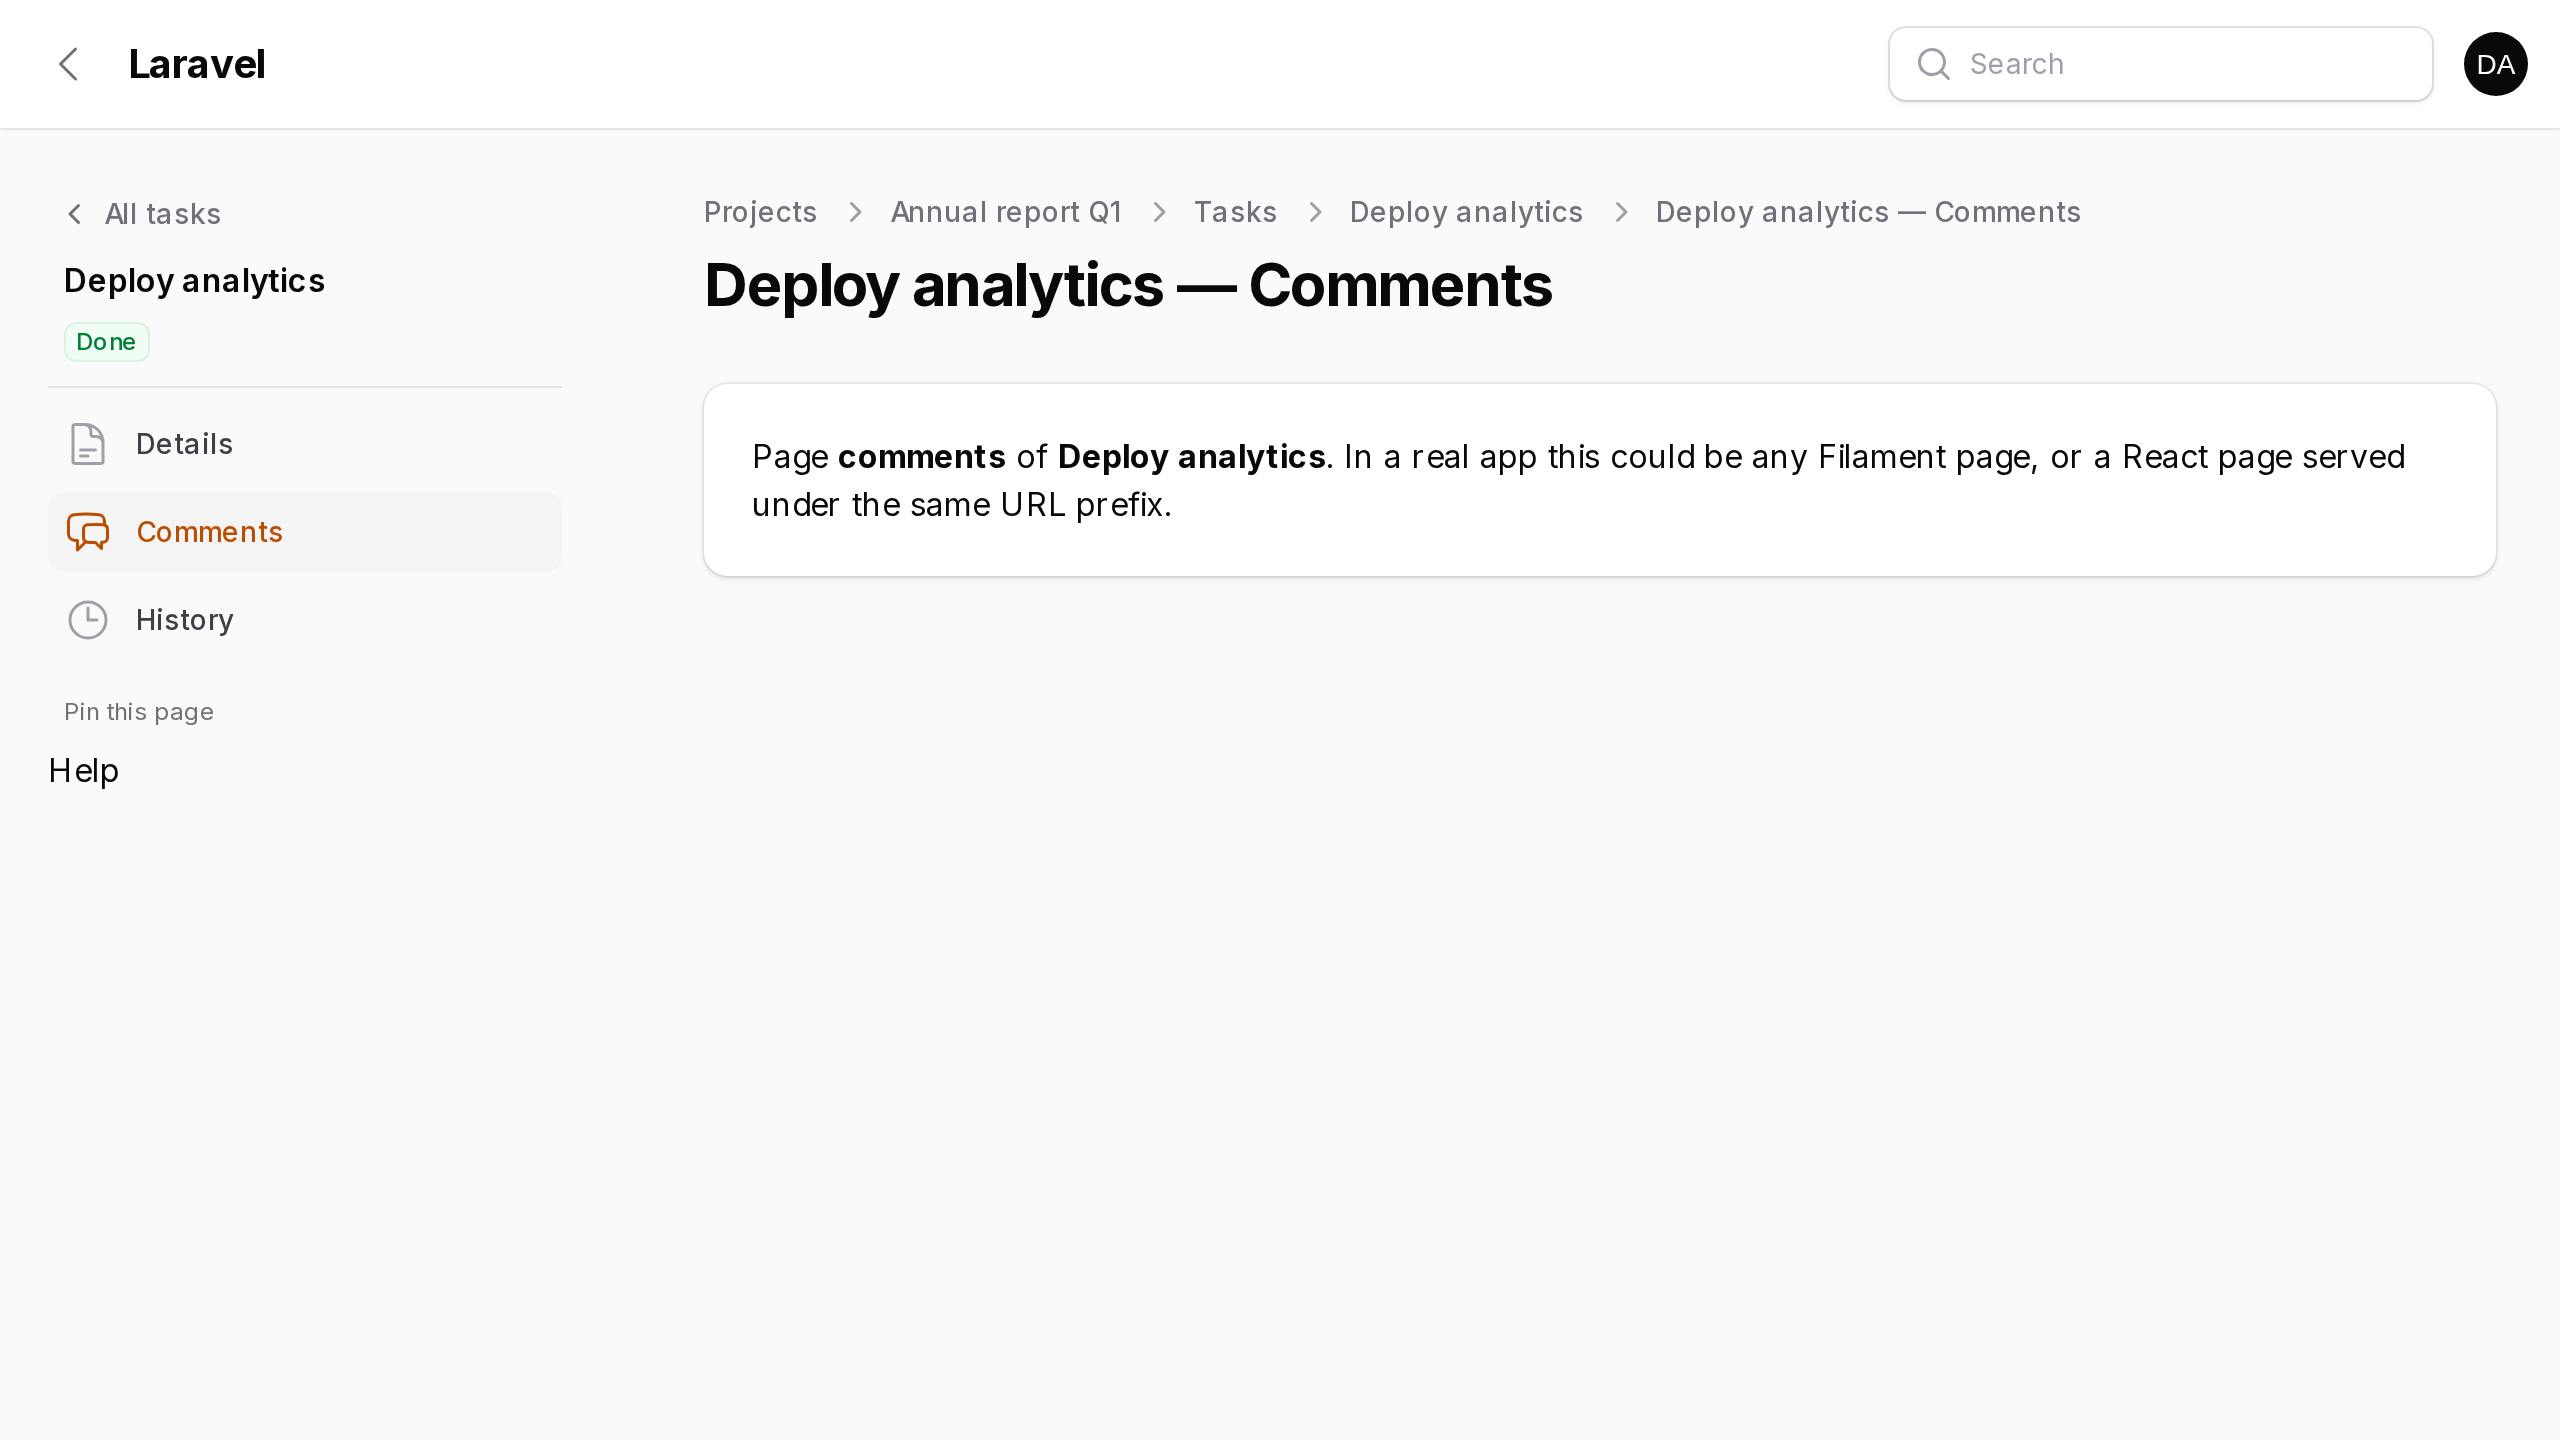 Laravel
Search
DA
All tasks
Deploy analytics
Done
Details
Comments
History
Pin this page
Help
Projects > Annual report Q1 > Tasks > Deploy analytics > Deploy analytics — Comments
Deploy analytics — Comments
Page comments of Deploy analytics. In a real app this could be any Filament page, or a React page served
under the same URL prefix.